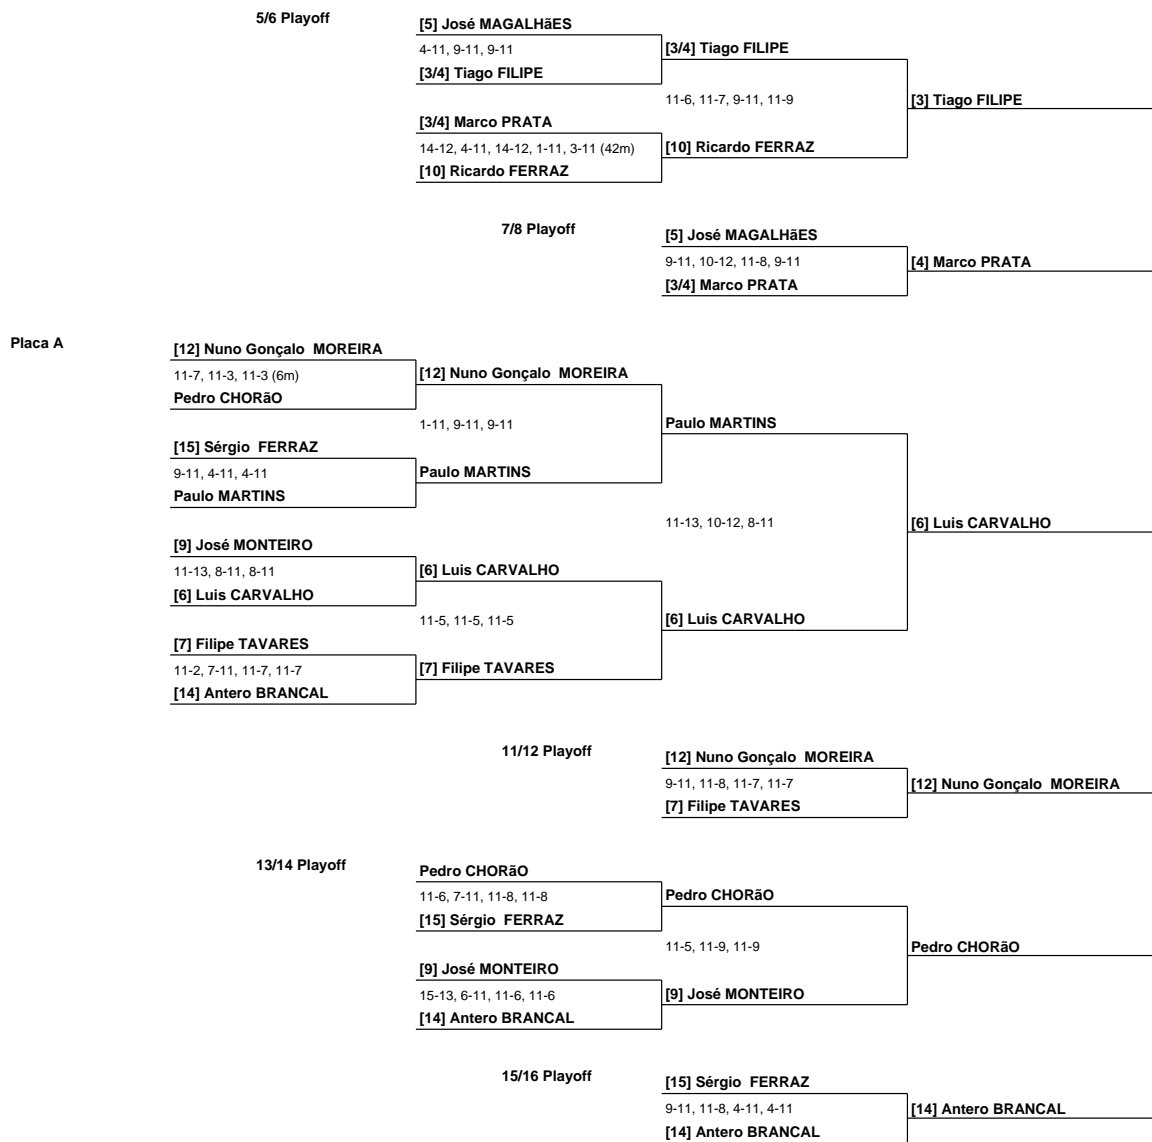 5/6 Playoff
[5] José MAGALHãES
4-11, 9-11, 9-11
[3/4] Tiago FILIPE
[3/4] Tiago FILIPE
11-6, 11-7, 9-11, 11-9
[3] Tiago FILIPE
[3/4] Marco PRATA
14-12, 4-11, 14-12, 1-11, 3-11 (42m)
[10] Ricardo FERRAZ
[10] Ricardo FERRAZ
7/8 Playoff
[5] José MAGALHãES
9-11, 10-12, 11-8, 9-11
[4] Marco PRATA
[3/4] Marco PRATA
Placa A
[12] Nuno Gonçalo  MOREIRA
11-7, 11-3, 11-3 (6m)
[12] Nuno Gonçalo  MOREIRA
Pedro CHORãO
1-11, 9-11, 9-11
Paulo MARTINS
[15] Sérgio  FERRAZ
9-11, 4-11, 4-11
Paulo MARTINS
Paulo MARTINS
11-13, 10-12, 8-11
[6] Luis CARVALHO
[9] José MONTEIRO
11-13, 8-11, 8-11
[6] Luis CARVALHO
[6] Luis CARVALHO
11-5, 11-5, 11-5
[6] Luis CARVALHO
[7] Filipe TAVARES
11-2, 7-11, 11-7, 11-7
[7] Filipe TAVARES
[14] Antero BRANCAL
11/12 Playoff
[12] Nuno Gonçalo  MOREIRA
9-11, 11-8, 11-7, 11-7
[12] Nuno Gonçalo  MOREIRA
[7] Filipe TAVARES
13/14 Playoff
Pedro CHORãO
11-6, 7-11, 11-8, 11-8
Pedro CHORãO
[15] Sérgio  FERRAZ
11-5, 11-9, 11-9
Pedro CHORãO
[9] José MONTEIRO
15-13, 6-11, 11-6, 11-6
[9] José MONTEIRO
[14] Antero BRANCAL
15/16 Playoff
[15] Sérgio  FERRAZ
9-11, 11-8, 4-11, 4-11
[14] Antero BRANCAL
[14] Antero BRANCAL